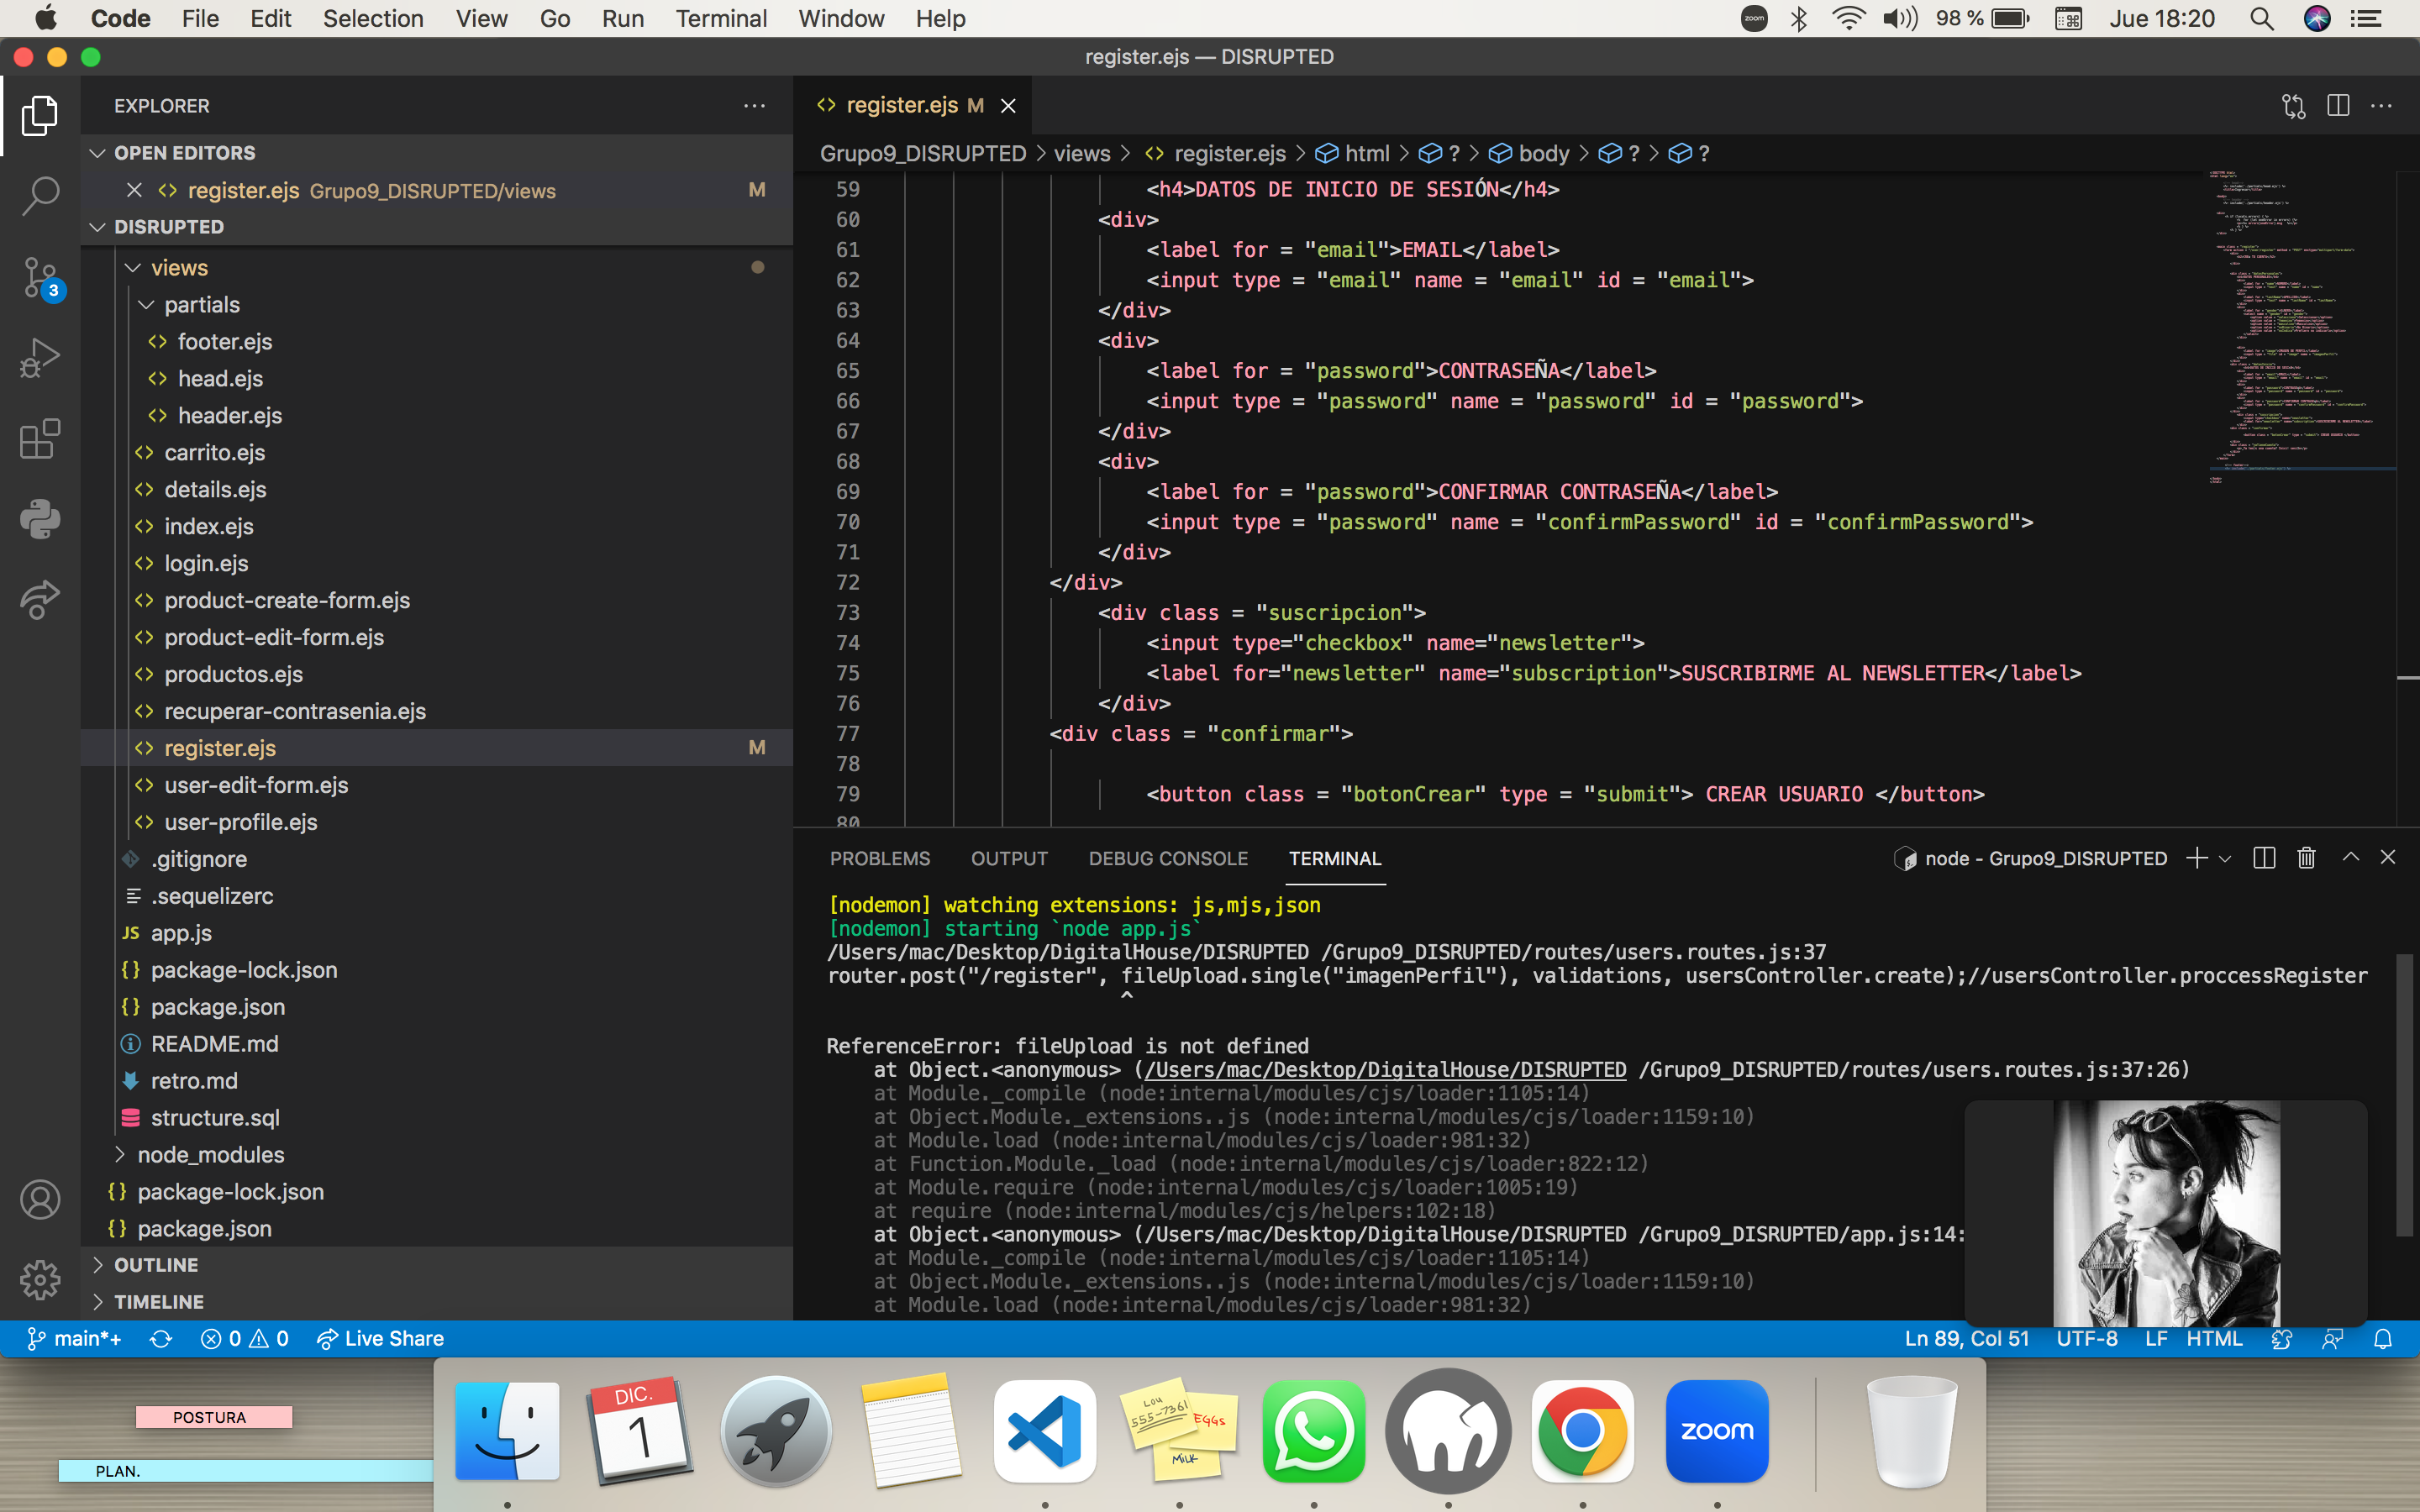 Code File Edit Selection View Go Run Terminal Window Help
zoom 98 % Jue 18:20
register.ejs — DISRUPTED
EXPLORER
OPEN EDITORS
register.ejs Grupo9_DISRUPTED/views M
DISRUPTED
views
partials
footer.ejs
head.ejs
header.ejs
carrito.ejs
details.ejs
index.ejs
login.ejs
product-create-form.ejs
product-edit-form.ejs
productos.ejs
recuperar-contrasenia.ejs
register.ejs M
user-edit-form.ejs
user-profile.ejs
.gitignore
.sequelizerc
JS app.js
package-lock.json
package.json
README.md
retro.md
structure.sql
node_modules
package-lock.json
package.json
OUTLINE
TIMELINE
3
register.ejs M
Grupo9_DISRUPTED > views > register.ejs > html > ? > body > ? > ?
59 <h4>DATOS DE INICIO DE SESIÓN</h4>
60 <div>
61 <label for = "email">EMAIL</label>
62 <input type = "email" name = "email" id = "email">
63 </div>
64 <div>
65 <label for = "password">CONTRASEÑA</label>
66 <input type = "password" name = "password" id = "password">
67 </div>
68 <div>
69 <label for = "password">CONFIRMAR CONTRASEÑA</label>
70 <input type = "password" name = "confirmPassword" id = "confirmPassword">
71 </div>
72 </div>
73 <div class = "suscripcion">
74 <input type="checkbox" name="newsletter">
75 <label for="newsletter" name="subscription">SUSCRIBIRME AL NEWSLETTER</label>
76 </div>
77 <div class = "confirmar">
78
79 <button class = "botonCrear" type = "submit"> CREAR USUARIO </button>
80
PROBLEMS OUTPUT DEBUG CONSOLE TERMINAL node - Grupo9_DISRUPTED
[nodemon] watching extensions: js,mjs,json
[nodemon] starting `node app.js`
/Users/mac/Desktop/DigitalHouse/DISRUPTED /Grupo9_DISRUPTED/routes/users.routes.js:37
router.post("/register", fileUpload.single("imagenPerfil"), validations, usersController.create);//usersController.proccessRegister
^
ReferenceError: fileUpload is not defined
at Object.<anonymous> (/Users/mac/Desktop/DigitalHouse/DISRUPTED /Grupo9_DISRUPTED/routes/users.routes.js:37:26)
at Module._compile (node:internal/modules/cjs/loader:1105:14)
at Object.Module._extensions..js (node:internal/modules/cjs/loader:1159:10)
at Module.load (node:internal/modules/cjs/loader:981:32)
at Function.Module._load (node:internal/modules/cjs/loader:822:12)
at Module.require (node:internal/modules/cjs/loader:1005:19)
at require (node:internal/modules/cjs/helpers:102:18)
at Object.<anonymous> (/Users/mac/Desktop/DigitalHouse/DISRUPTED /Grupo9_DISRUPTED/app.js:14:
at Module._compile (node:internal/modules/cjs/loader:1105:14)
at Object.Module._extensions..js (node:internal/modules/cjs/loader:1159:10)
at Module.load (node:internal/modules/cjs/loader:981:32)
main*+ 0 0 Live Share Ln 89, Col 51 UTF-8 LF HTML
POSTURA
PLAN.
DIC.
1
LOU
555-7361
EGGS
MILK
zoom